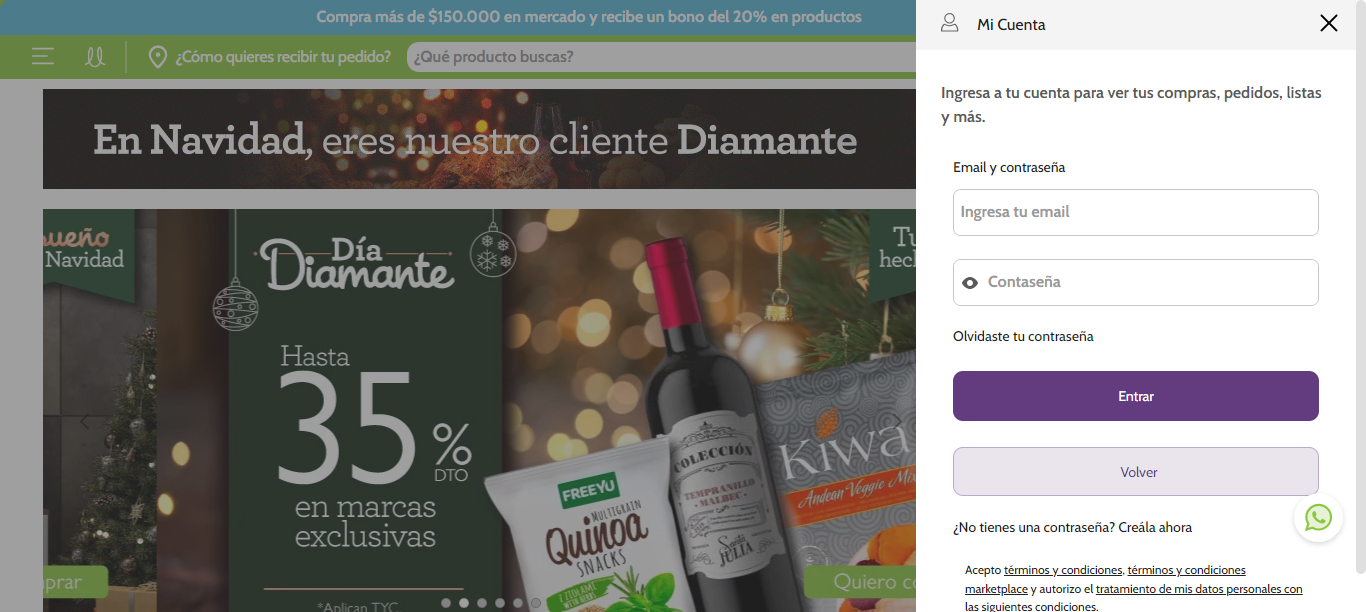 Compra más de $150.000 en mercado y recibe un bono del 20% en productos
¿Cómo quieres recibir tu pedido?
¿Qué producto buscas?
En Navidad, eres nuestro cliente Diamante
ueño
Navidad
Día
Diamante
Hasta
35%
DTO
en marcas
exclusivas
*Aplican TYC
FREEYU
MULTIGRAIN
Quinoa
SNACKS
COLECCIÓN
TEMPRANILLO
MALBEC
Santa
JULIA
Kiwa
Andean Veggie Mix
Tu
hecl
prar
Quiero co
Mi Cuenta
Ingresa a tu cuenta para ver tus compras, pedidos, listas
y más.
Email y contraseña
Ingresa tu email
Contaseña
Olvidaste tu contraseña
Entrar
Volver
¿No tienes una contraseña? Creála ahora
Acepto términos y condiciones, términos y condiciones
marketplace y autorizo el tratamiento de mis datos personales con
las siguientes condiciones.